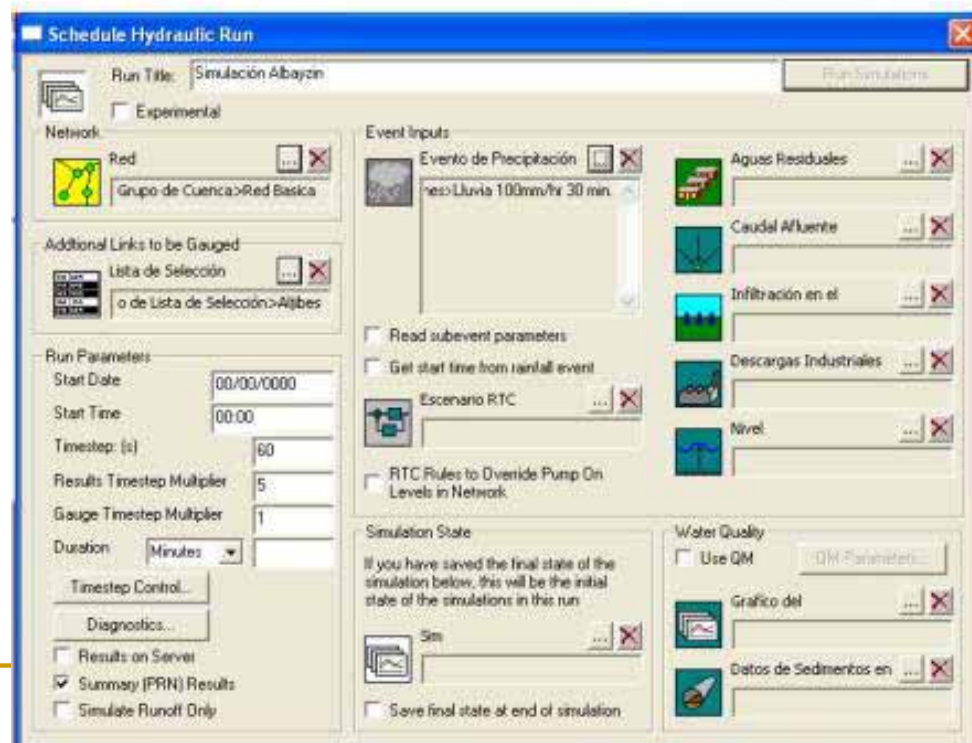 Schedule Hydraulic Run
Run Title: Simulación Albayzin
Run Simulations
Experimental
Network
Red
Grupo de Cuenca>Red Basica
Addtional Links to be Gauged
Lista de Selección
o de Lista de Selección>Aljibes
Run Parameters
Start Date 00/00/0000
Start Time 00:00
Timestep: (s) 60
Results Timestep Multiplier 5
Gauge Timestep Multiplier 1
Duration Minutes
Timestep Control...
Diagnostics...
Results on Server
Summary (PRN) Results
Simulate Runoff Only
Event Inputs
Evento de Precipitación
nes>Lluvia 100mm/hr 30 min.
Read subevent parameters
Get start time from rainfall event
Escenario RTC
RTC Rules to Override Pump On
Levels in Network
Aguas Residuales
Caudal Afluente
Infiltración en el
Descargas Industriales
Nivel
Simulation State
If you have saved the final state of the
simulation below, this will be the initial
state of the simulations in this run
Sim
Save final state at end of simulation
Water Quality
Use QM
QM Parameters...
Grafico del
Datos de Sedimentos en